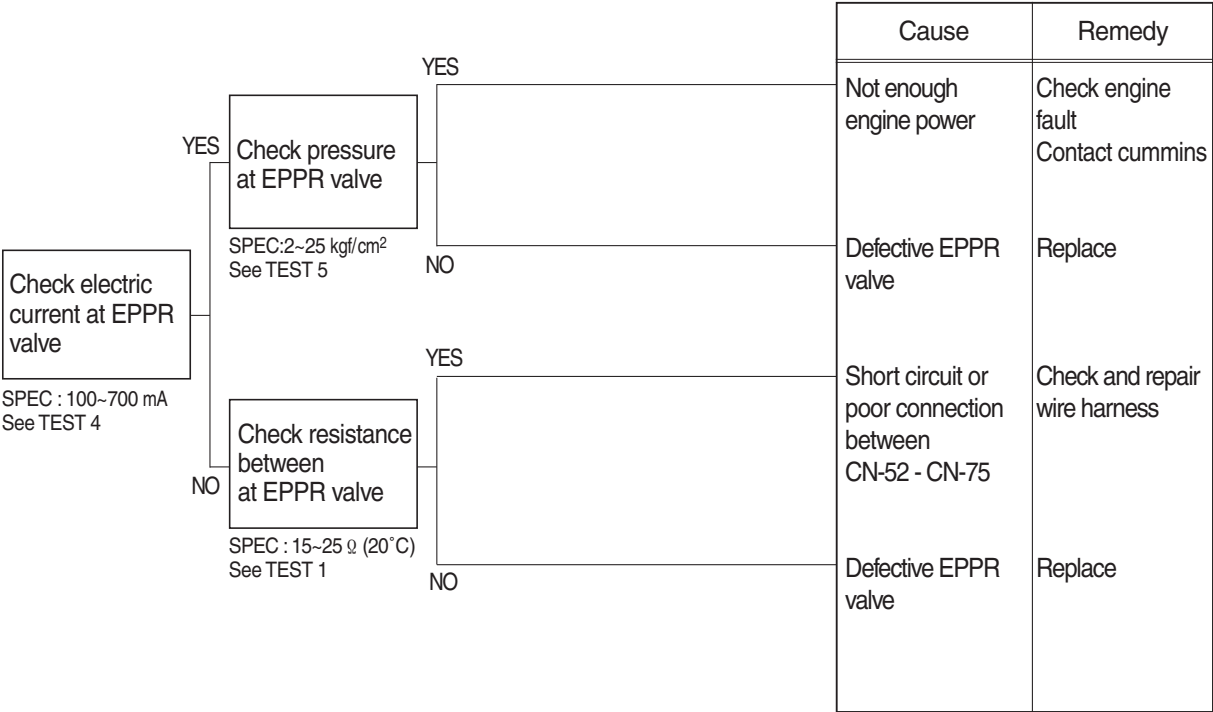 Cause
Remedy
YES
Not enough
engine power
Check engine
fault
Contact cummins
YES
Check pressure
at EPPR valve
SPEC:2~25 kgf/cm²
See TEST 5
NO
Defective EPPR
valve
Replace
Check electric
current at EPPR
valve
SPEC : 100~700 mA
See TEST 4
YES
Short circuit or
poor connection
between
CN-52 - CN-75
Check and repair
wire harness
NO
Check resistance
between
at EPPR valve
SPEC : 15~25 Ω (20˚C)
See TEST 1
NO
Defective EPPR
valve
Replace